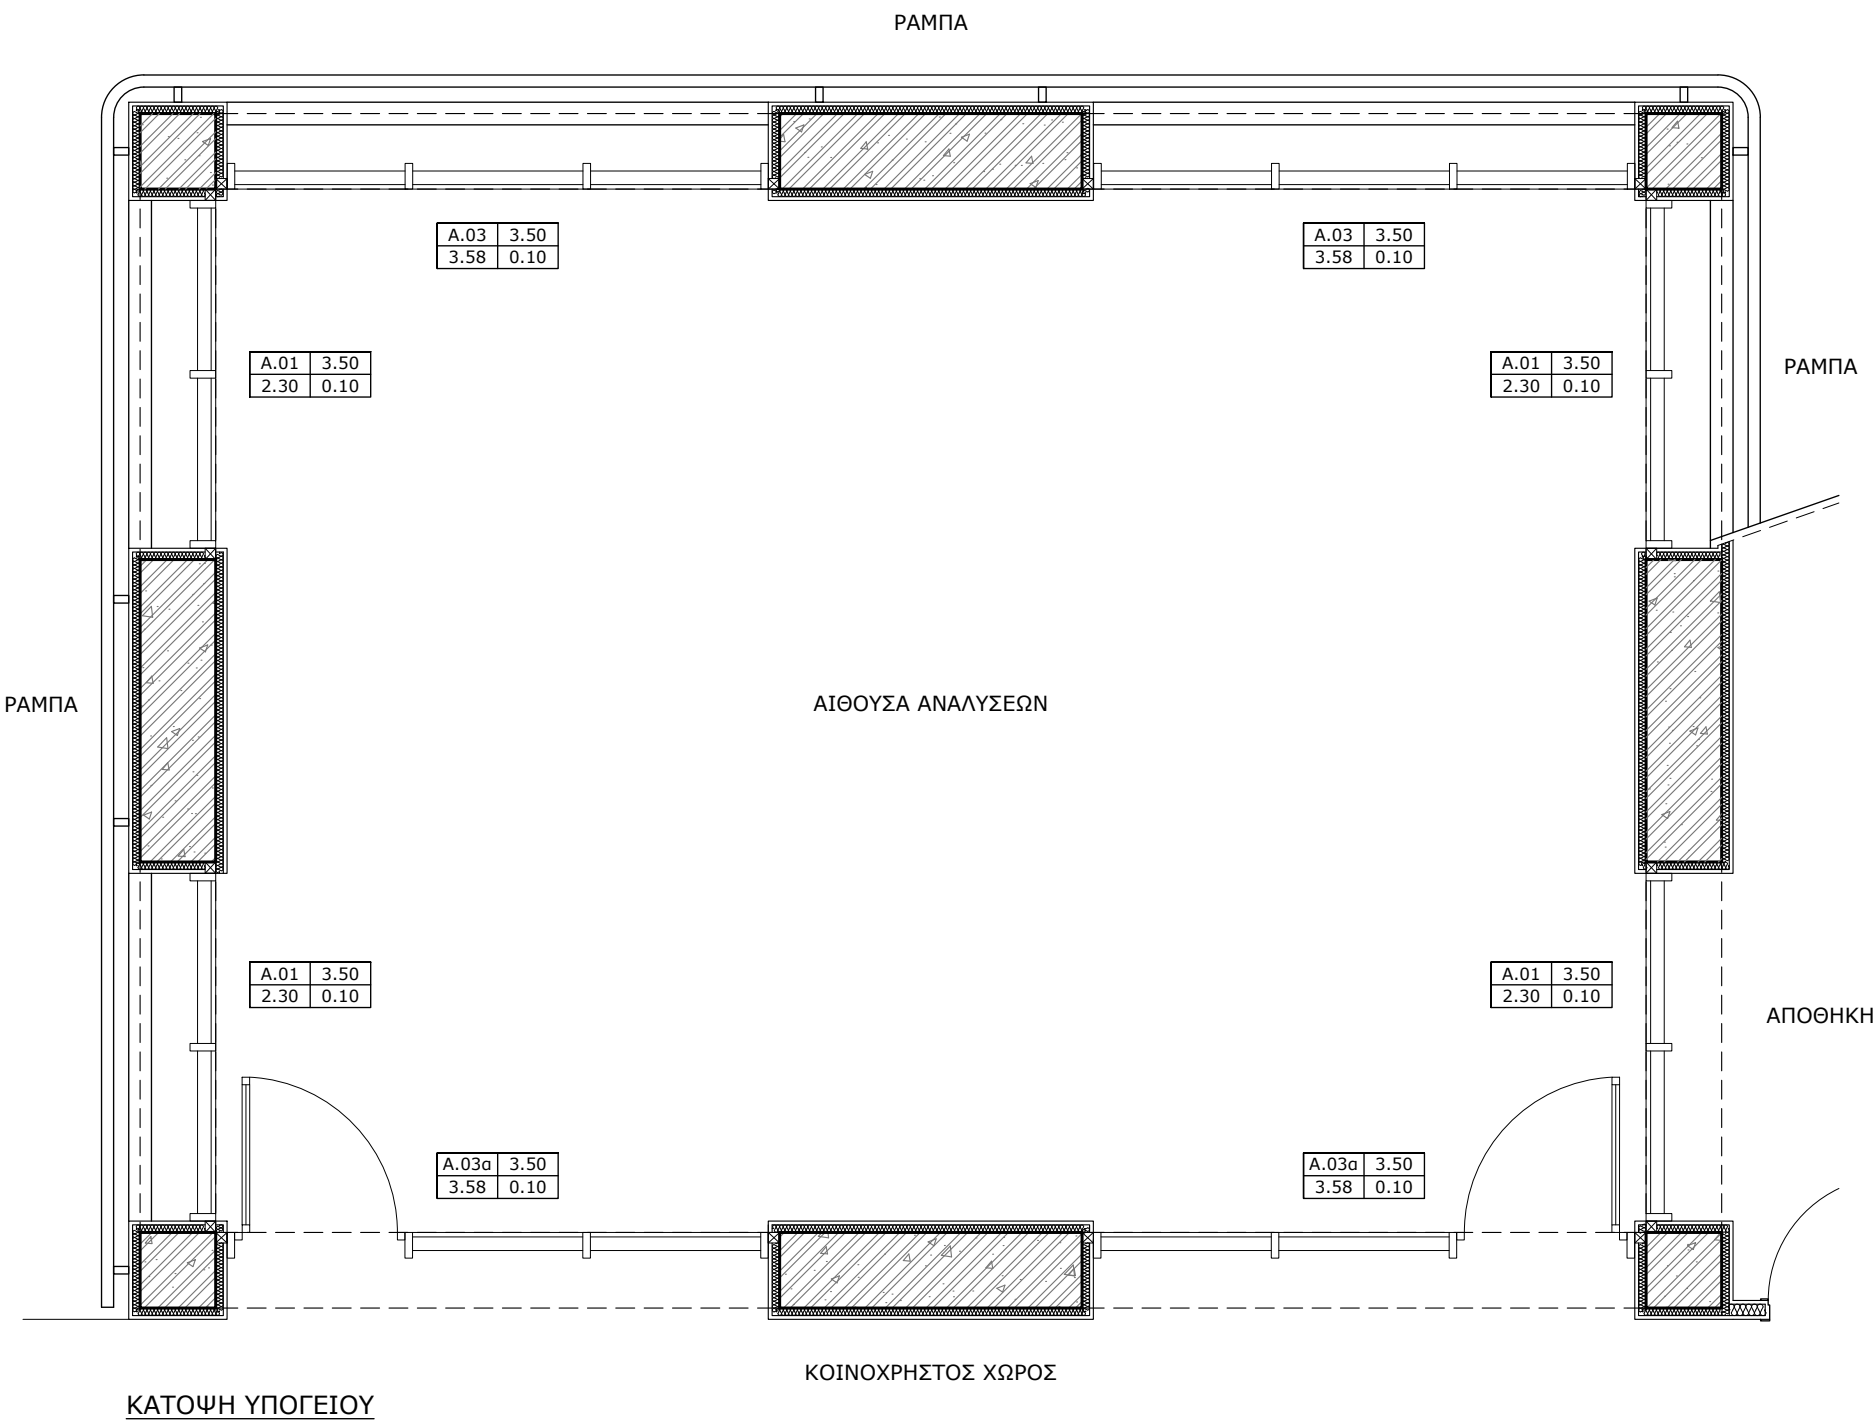 ΡΑΜΠΑ
Α.03 3.50
3.58 0.10
Α.03 3.50
3.58 0.10
Α.01 3.50
2.30 0.10
Α.01 3.50
2.30 0.10
ΡΑΜΠΑ
ΡΑΜΠΑ
ΑΙΘΟΥΣΑ ΑΝΑΛΥΣΕΩΝ
Α.01 3.50
2.30 0.10
Α.01 3.50
2.30 0.10
ΑΠΟΘΗΚΗ
Α.03α 3.50
3.58 0.10
Α.03α 3.50
3.58 0.10
ΚΟΙΝΟΧΡΗΣΤΟΣ ΧΩΡΟΣ
ΚΑΤΟΨΗ ΥΠΟΓΕΙΟΥ